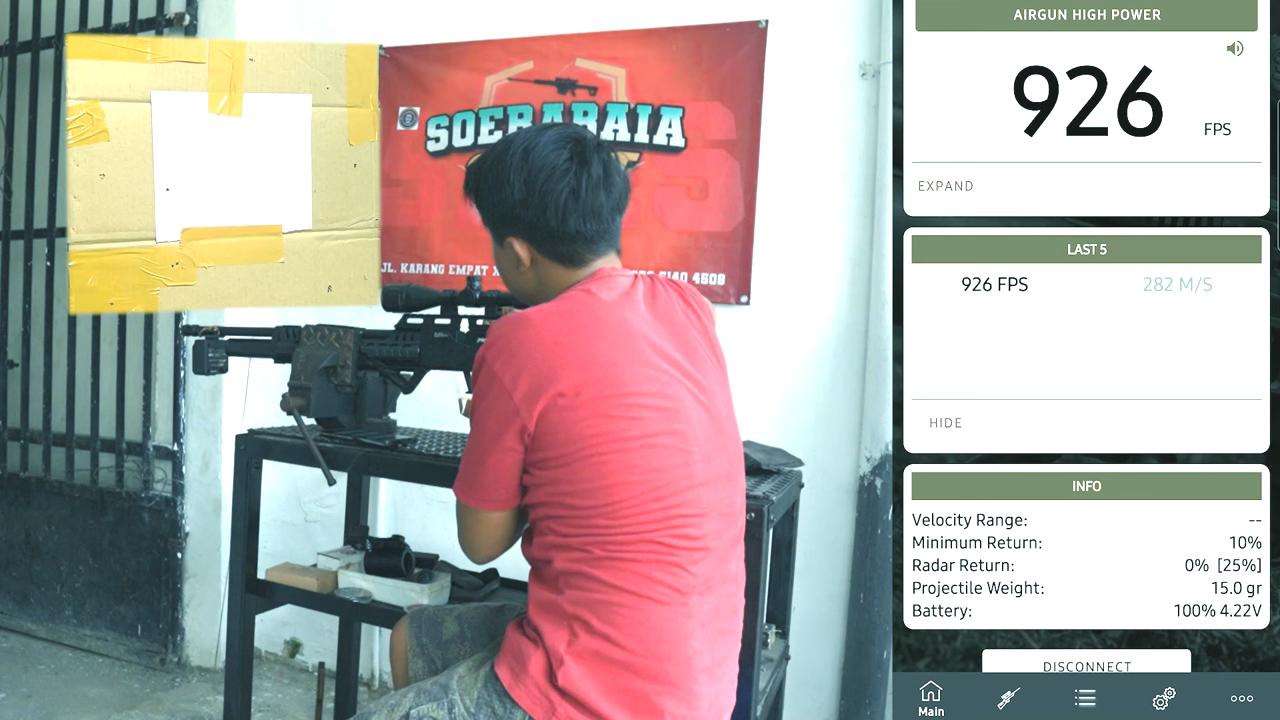 SOERABAIA
JL. KARANG EMPAT
4508
AIRGUN HIGH POWER
926
FPS
EXPAND
LAST 5
926 FPS 282 M/S
HIDE
INFO
Velocity Range: --
Minimum Return: 10%
Radar Return: 0% [25%]
Projectile Weight: 15.0 gr
Battery: 100% 4.22V
DISCONNECT
Main